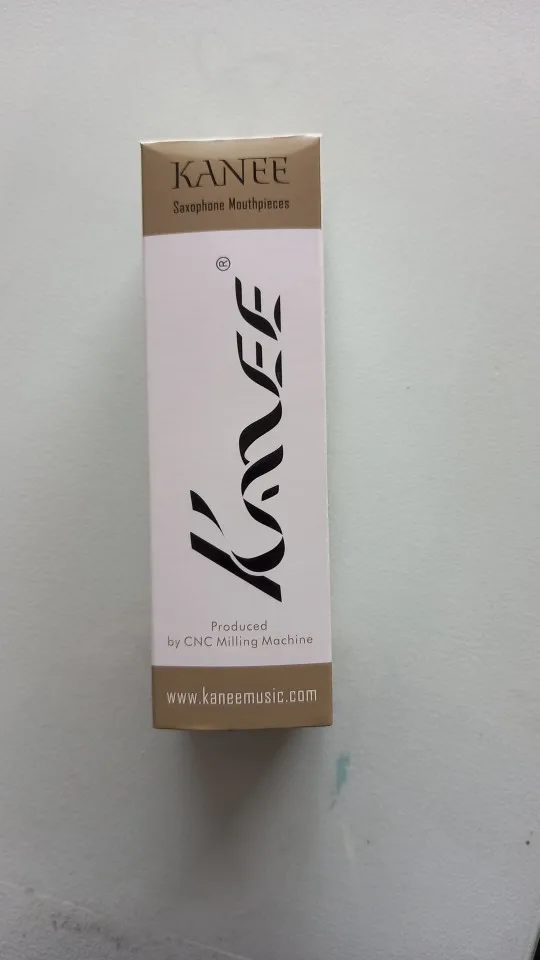 KANEE
Saxophone Mouthpieces
Kanee®
Produced
by CNC Milling Machine
www.kaneemusic.com